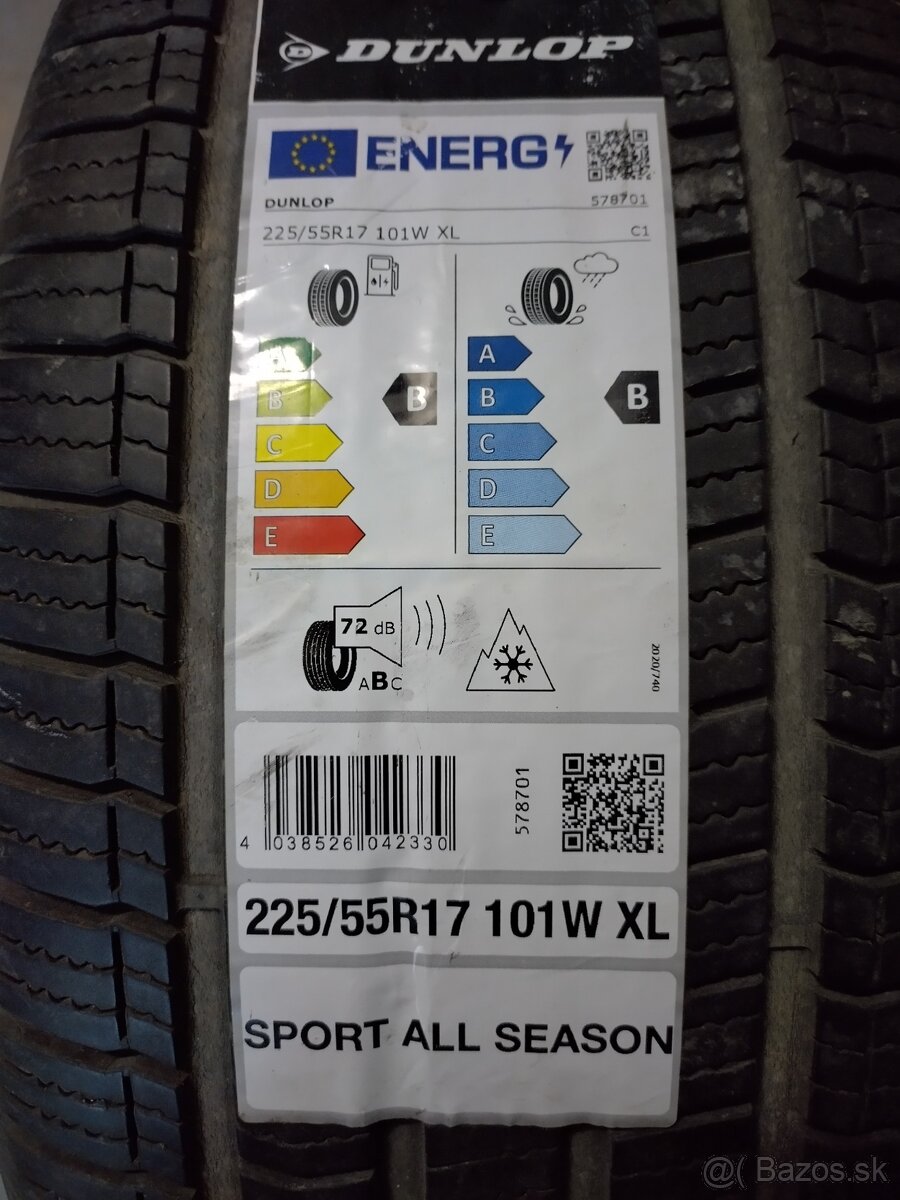 DUNLOP
ENERG
DUNLOP 578701
225/55R17 101W XL C1
A
B B
C
D
E
A
B B
C
D
E
72 dB
ABC
2020/740
4 038526 042330
578701
225/55R17 101W XL
SPORT ALL SEASON
@( Bazos.sk